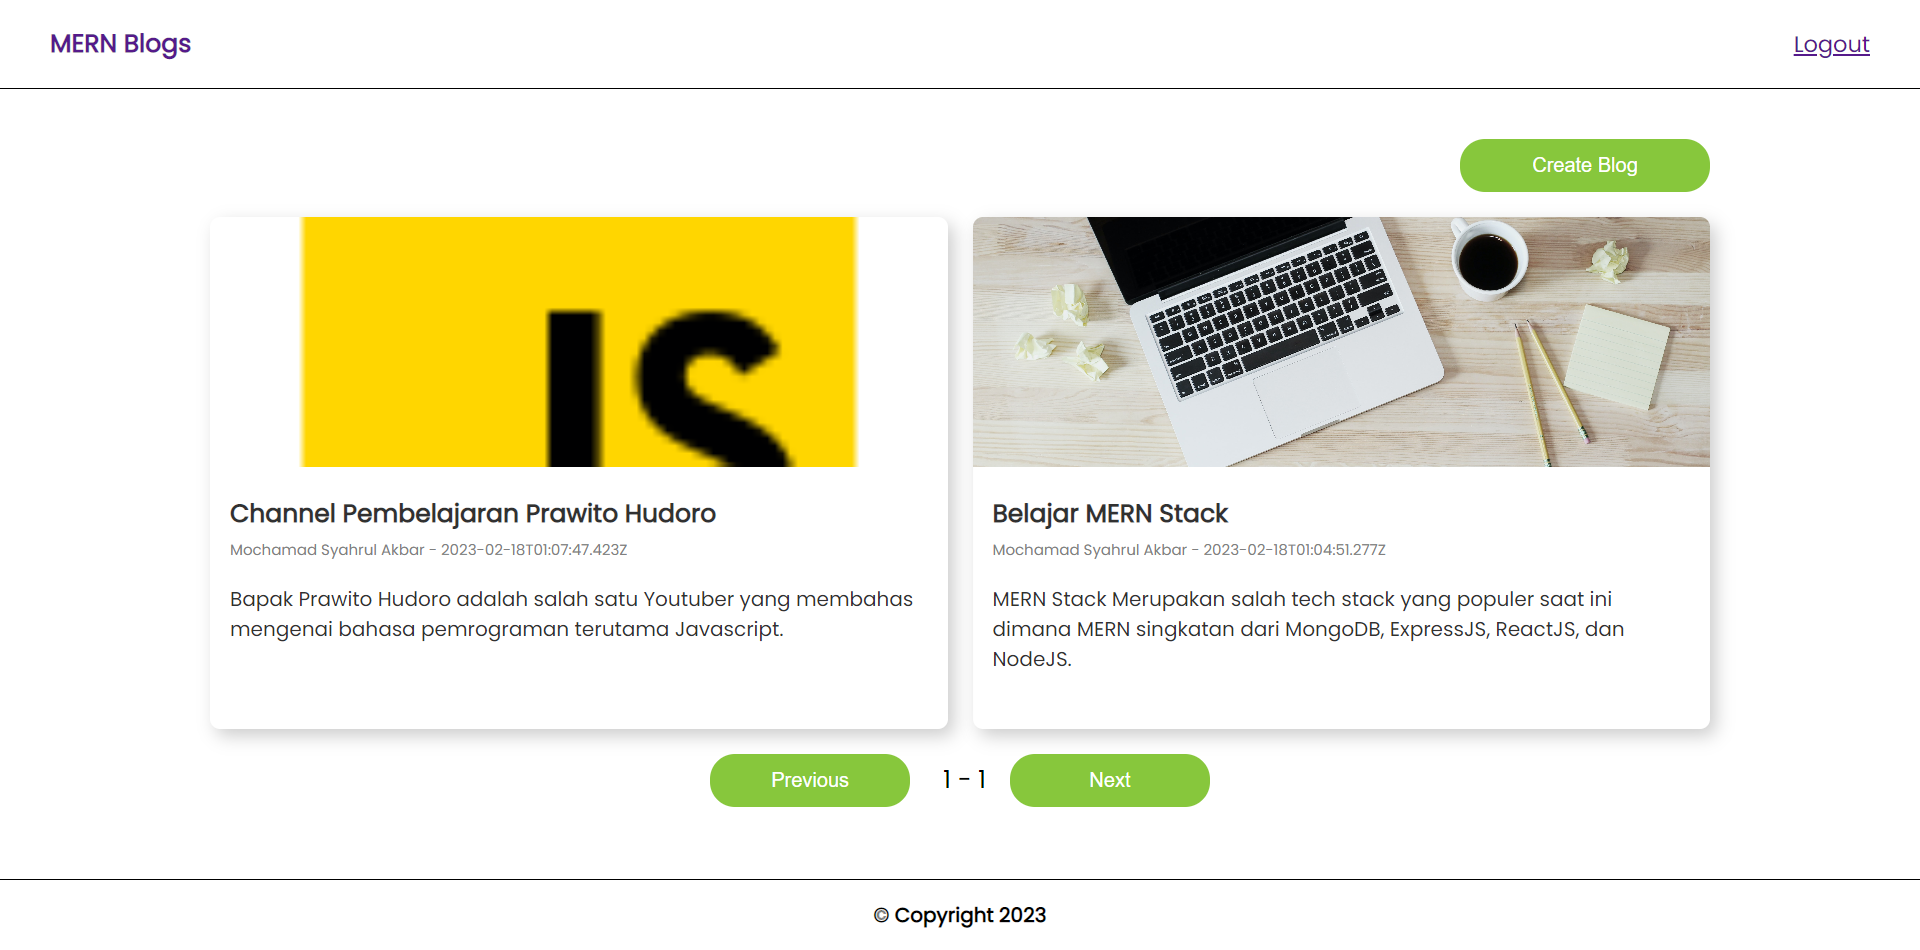 MERN Blogs
Logout
Create Blog
JS
Channel Pembelajaran Prawito Hudoro
Mochamad Syahrul Akbar - 2023-02-18T01:07:47.423Z
Bapak Prawito Hudoro adalah salah satu Youtuber yang membahas
mengenai bahasa pemrograman terutama Javascript.
Belajar MERN Stack
Mochamad Syahrul Akbar - 2023-02-18T01:04:51.277Z
MERN Stack Merupakan salah tech stack yang populer saat ini
dimana MERN singkatan dari MongoDB, ExpressJS, ReactJS, dan
NodeJS.
Previous
1 - 1
Next
© Copyright 2023